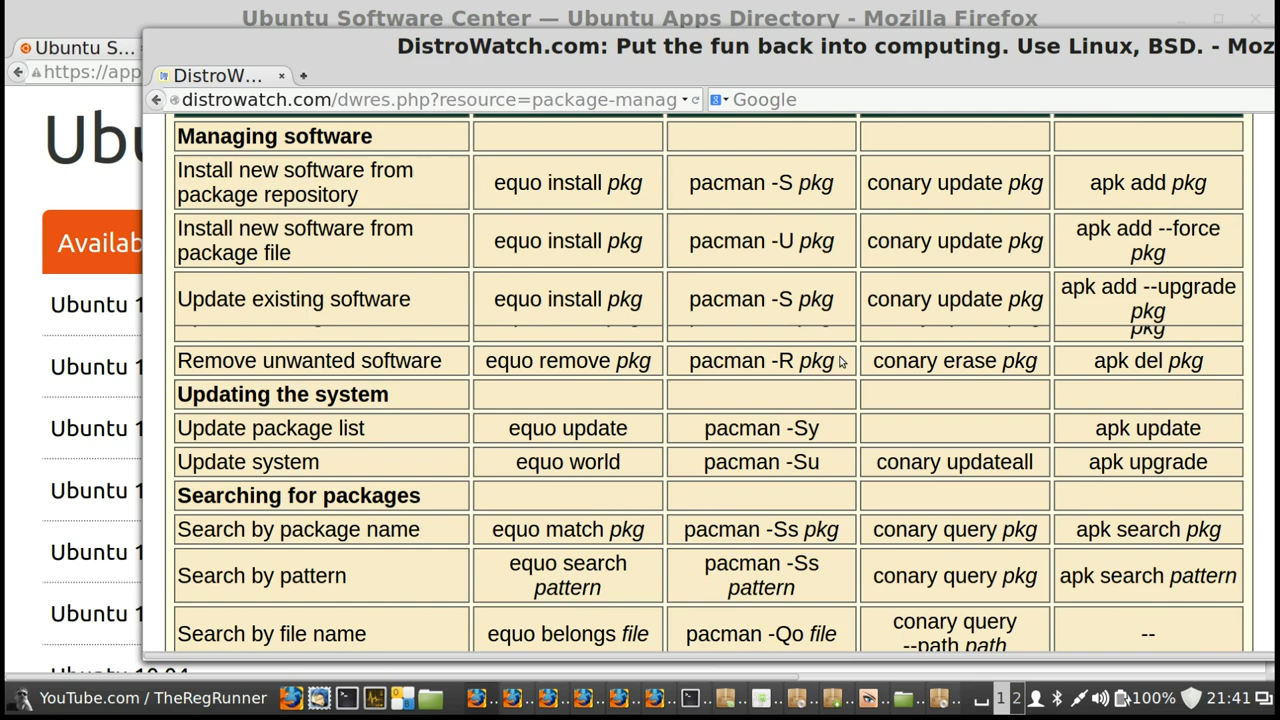 Ubuntu Software Center — Ubuntu Apps Directory - Mozilla Firefox
Ubuntu S...
https://app
Ubu
Availab
Ubuntu 1
Ubuntu 1
Ubuntu 1
Ubuntu 1
Ubuntu 1
Ubuntu 1
DistroWatch.com: Put the fun back into computing. Use Linux, BSD. - Moz
DistroW...
distrowatch.com/dwres.php?resource=package-manag
Google
Managing software
Install new software from package repository equo install pkg pacman -S pkg conary update pkg apk add pkg
Install new software from package file equo install pkg pacman -U pkg conary update pkg apk add --force pkg
Update existing software equo install pkg pacman -S pkg conary update pkg apk add --upgrade pkg
pkg
Remove unwanted software equo remove pkg pacman -R pkg conary erase pkg apk del pkg
Updating the system
Update package list equo update pacman -Sy apk update
Update system equo world pacman -Su conary updateall apk upgrade
Searching for packages
Search by package name equo match pkg pacman -Ss pkg conary query pkg apk search pkg
Search by pattern equo search pattern pacman -Ss pattern conary query pkg apk search pattern
Search by file name equo belongs file pacman -Qo file conary query --path path --
YouTube.com / TheRegRunner
1 2
100%
21:41